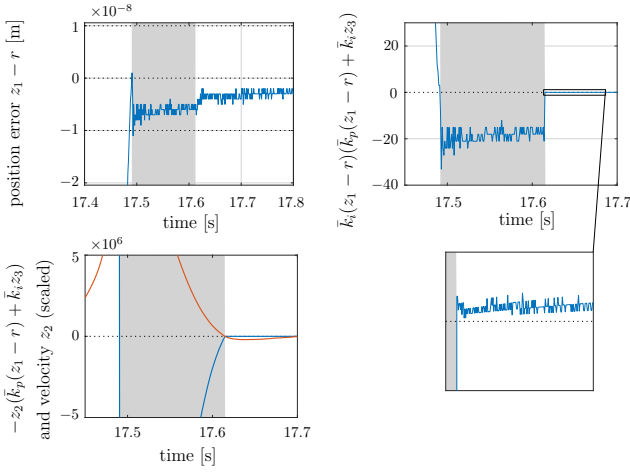 ×10⁻⁸
1
0
−1
−2
17.4 17.5 17.6 17.7 17.8
time [s]
position error z₁ − r [m]
20
0
−20
−40
17.5 17.6 17.7
time [s]
k̄ᵢ(z₁ − r)(k̄ₚ(z₁ − r) + k̄ᵢz₃)
×10⁶
5
0
−5
17.5 17.6 17.7
time [s]
−z₂(k̄ₚ(z₁ − r) + k̄ᵢz₃)
and velocity z₂ (scaled)